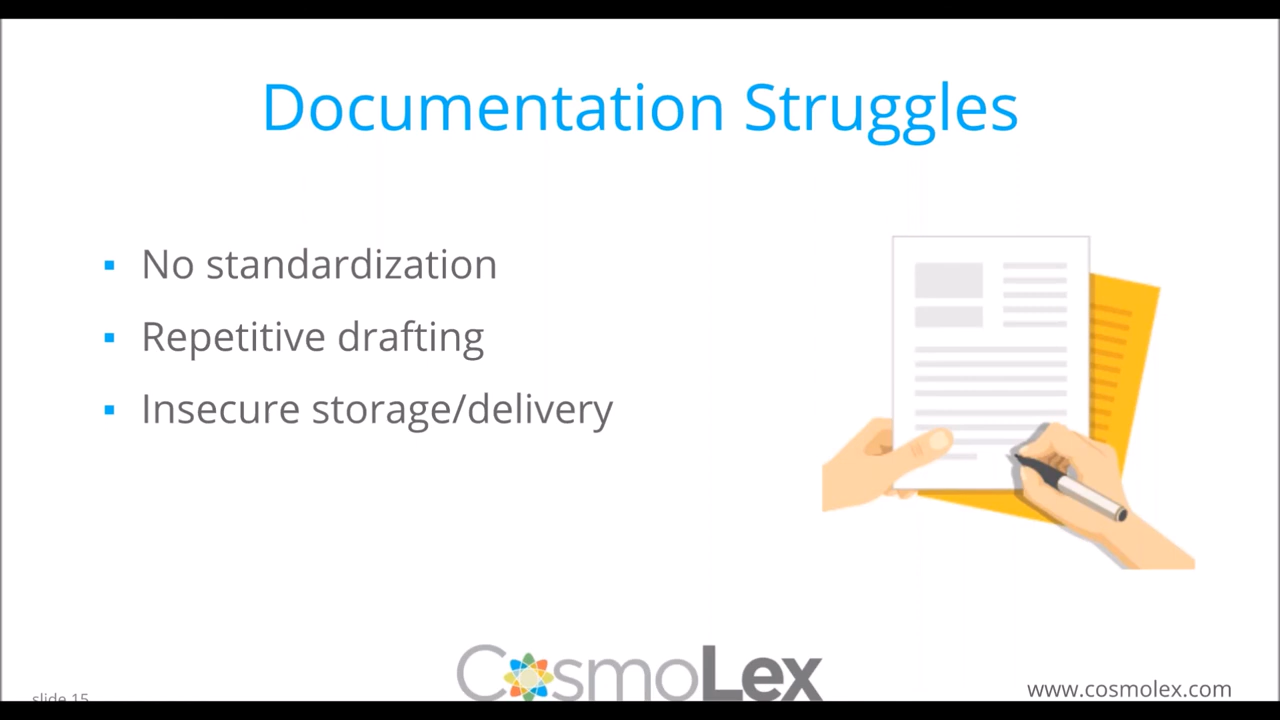 Documentation Struggles
No standardization
Repetitive drafting
Insecure storage/delivery
CosmoLex
slide 15
www.cosmolex.com